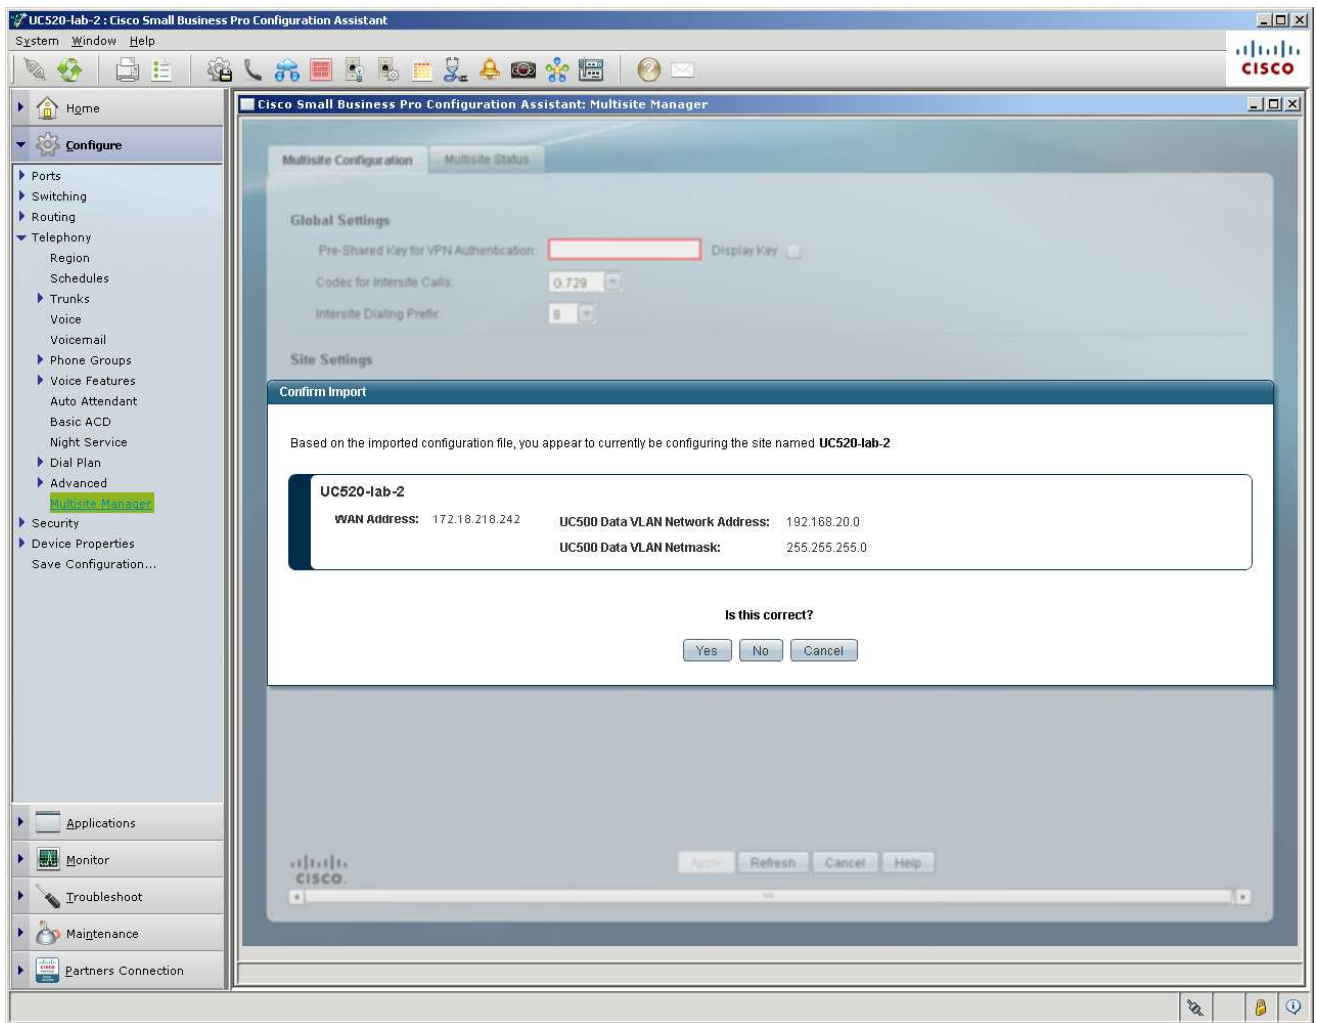 UC520-lab-2 : Cisco Small Business Pro Configuration Assistant
System Window Help
CISCO
Home
Cisco Small Business Pro Configuration Assistant: Multisite Manager
Configure
Multisite Configuration
Multisite Status
Ports
Switching
Routing
Telephony
Region
Schedules
Trunks
Voice
Voicemail
Phone Groups
Voice Features
Auto Attendant
Basic ACD
Night Service
Dial Plan
Advanced
Multisite Manager
Security
Device Properties
Save Configuration...
Global Settings
Pre-Shared Key for VPN Authentication:
Display Key
Codec for Intersite Calls:
G.729
Intersite Dialing Prefix:
8
Site Settings
Confirm Import
Based on the imported configuration file, you appear to currently be configuring the site named UC520-lab-2
UC520-lab-2
WAN Address: 172.18.218.242
UC500 Data VLAN Network Address: 192.168.20.0
UC500 Data VLAN Netmask: 255.255.255.0
Is this correct?
Yes No Cancel
Applications
Monitor
Troubleshoot
Maintenance
Partners Connection
CISCO
Apply Refresh Cancel Help